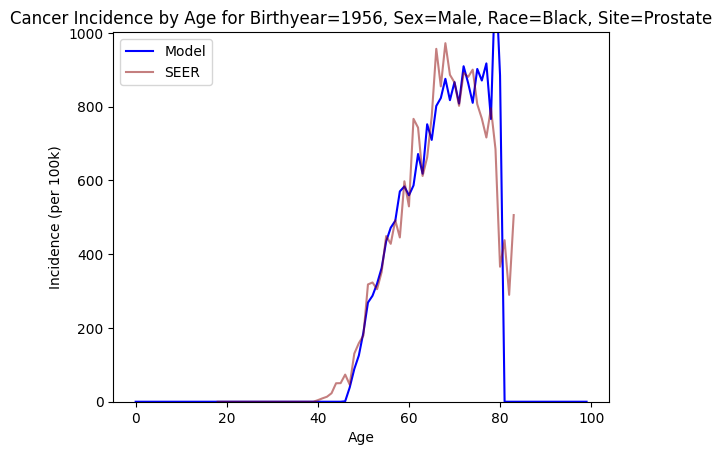 Cancer Incidence by Age for Birthyear=1956, Sex=Male, Race=Black, Site=Prostate
Model
SEER
Incidence (per 100k)
1000
800
600
400
200
0
0 20 40 60 80 100
Age